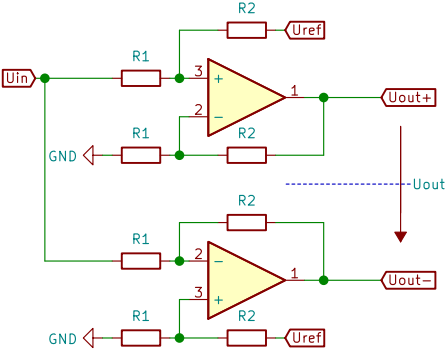 R2
Uref
R1
Uin
3
+
1
Uout+
2
−
R1
R2
GND
Uout
R2
R1
2
−
1
Uout−
3
+
R1
R2
GND
Uref